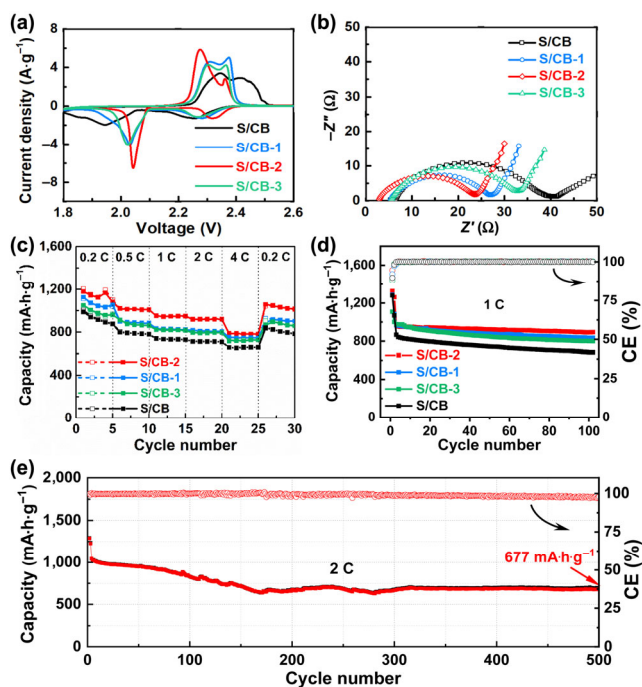 (a)
Current density (A·g⁻¹)
8
4
0
−4
−8
1.8 2.0 2.2 2.4 2.6
Voltage (V)
S/CB
S/CB-1
S/CB-2
S/CB-3
(b)
−Z″ (Ω)
50
40
30
20
10
0
0 10 20 30 40 50
Z′ (Ω)
S/CB
S/CB-1
S/CB-2
S/CB-3
(c)
Capacity (mA·h·g⁻¹)
1,600
1,200
800
400
0
0.2 C 0.5 C 1 C 2 C 4 C 0.2 C
S/CB-2
S/CB-1
S/CB-3
S/CB
0 5 10 15 20 25 30
Cycle number
(d)
Capacity (mA·h·g⁻¹)
1,600
1,200
800
400
0
1 C
S/CB-2
S/CB-1
S/CB-3
S/CB
0 20 40 60 80 100
Cycle number
100
75
50
25
0
CE (%)
(e)
Capacity (mA·h·g⁻¹)
2,000
1,500
1,000
500
0
2 C
677 mA·h·g⁻¹
0 100 200 300 400 500
Cycle number
100
75
50
25
0
CE (%)